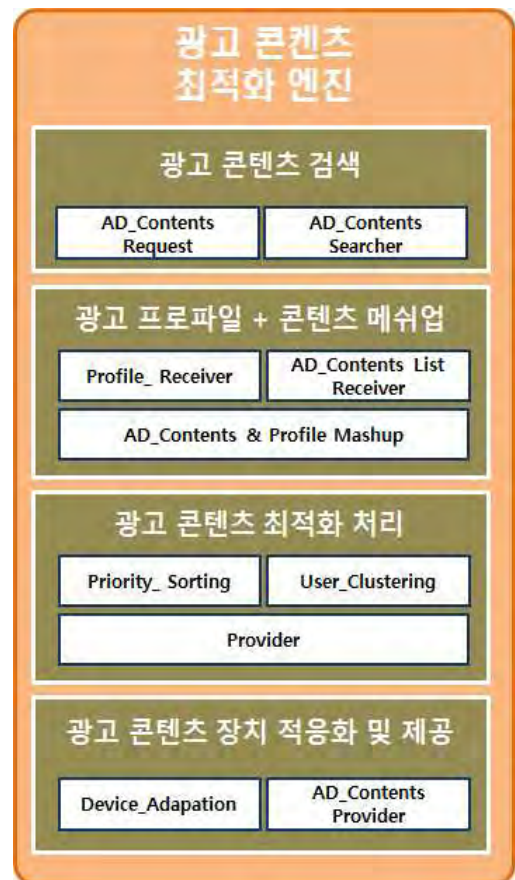 광고 콘켄츠
최적화 엔진
광고 콘텐츠 검색
AD_Contents
Request
AD_Contents
Searcher
광고 프로파일 + 콘텐츠 메쉬업
Profile_ Receiver
AD_Contents List
Receiver
AD_Contents & Profile Mashup
광고 콘텐츠 최적화 처리
Priority_ Sorting
User_Clustering
Provider
광고 콘텐츠 장치 적응화 및 제공
Device_Adapation
AD_Contents
Provider